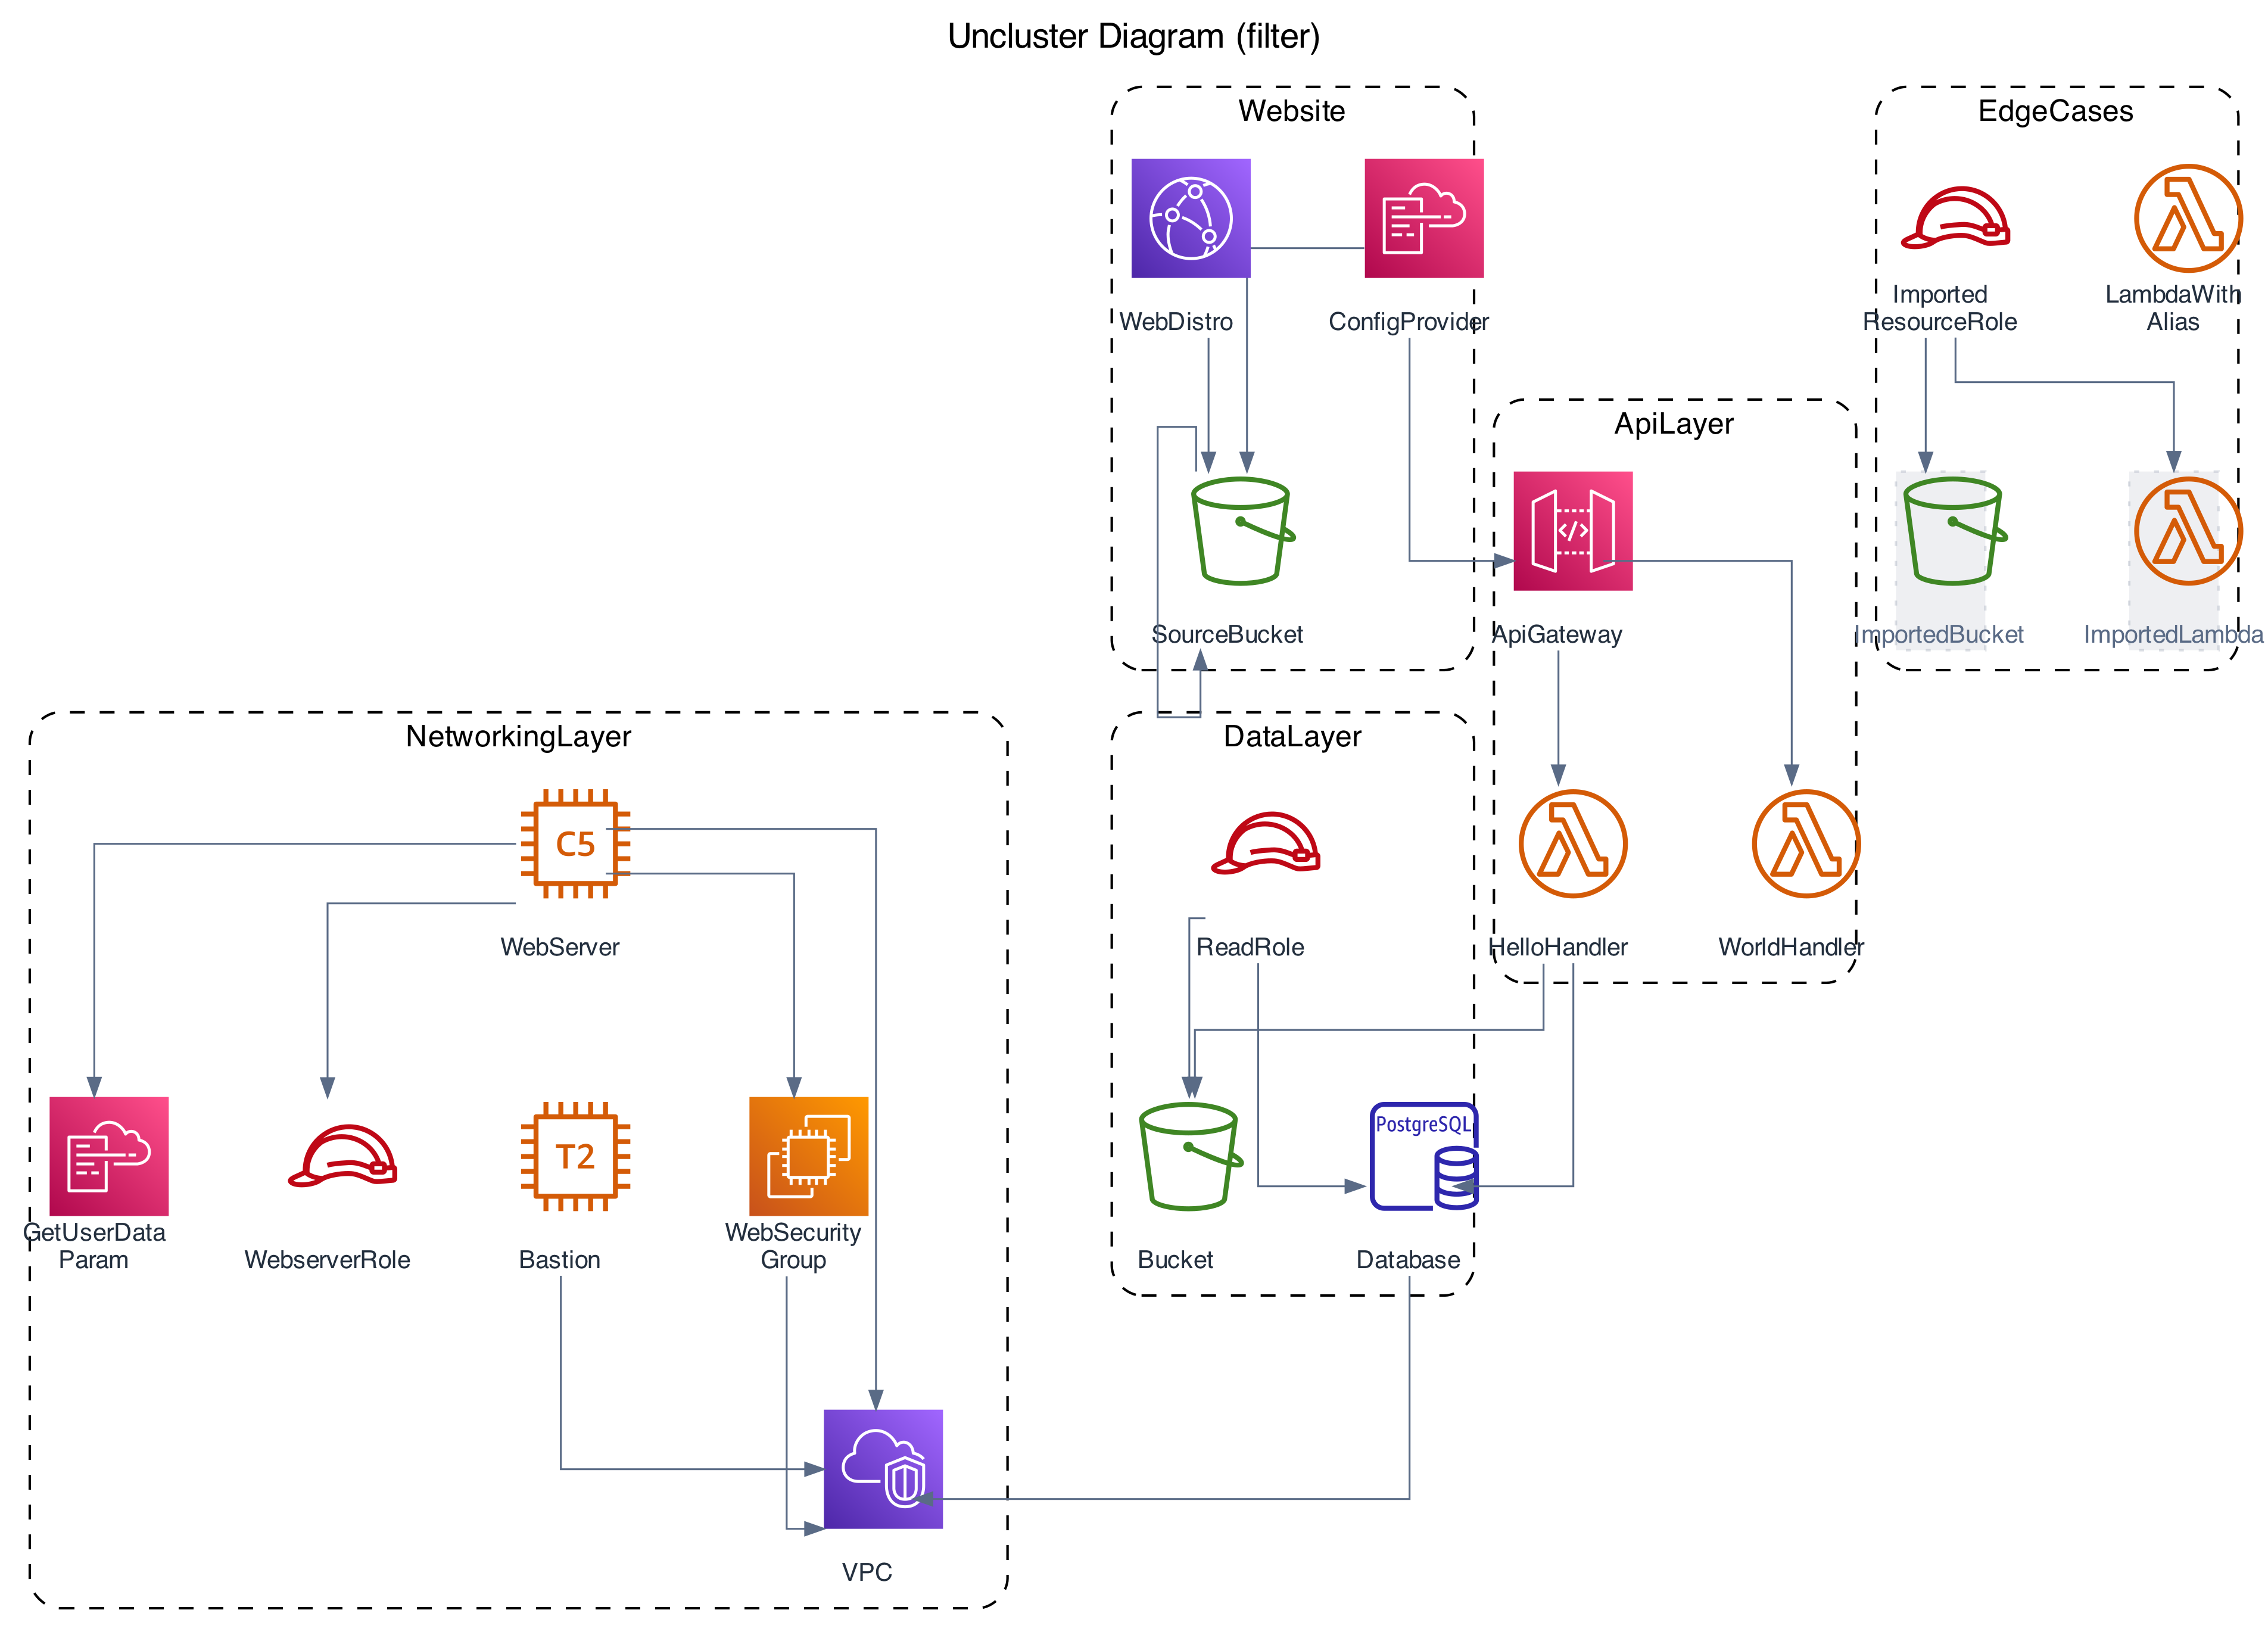 Uncluster Diagram (filter)
Website
EdgeCases
WebDistro
ConfigProvider
Imported
ResourceRole
LambdaWith
Alias
ApiLayer
</>
SourceBucket
ApiGateway
ImportedBucket
ImportedLambda
NetworkingLayer
DataLayer
C5
WebServer
ReadRole
HelloHandler
WorldHandler
PostgreSQL
T2
GetUserData
Param
WebserverRole
Bastion
WebSecurity
Group
Bucket
Database
VPC